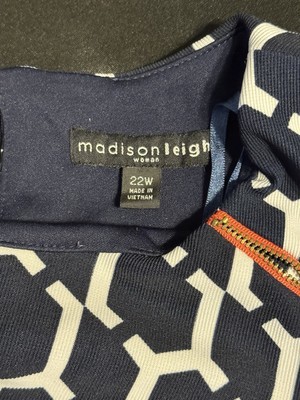 madison leigh
WOMAN
22W
MADE IN
VIETNAM